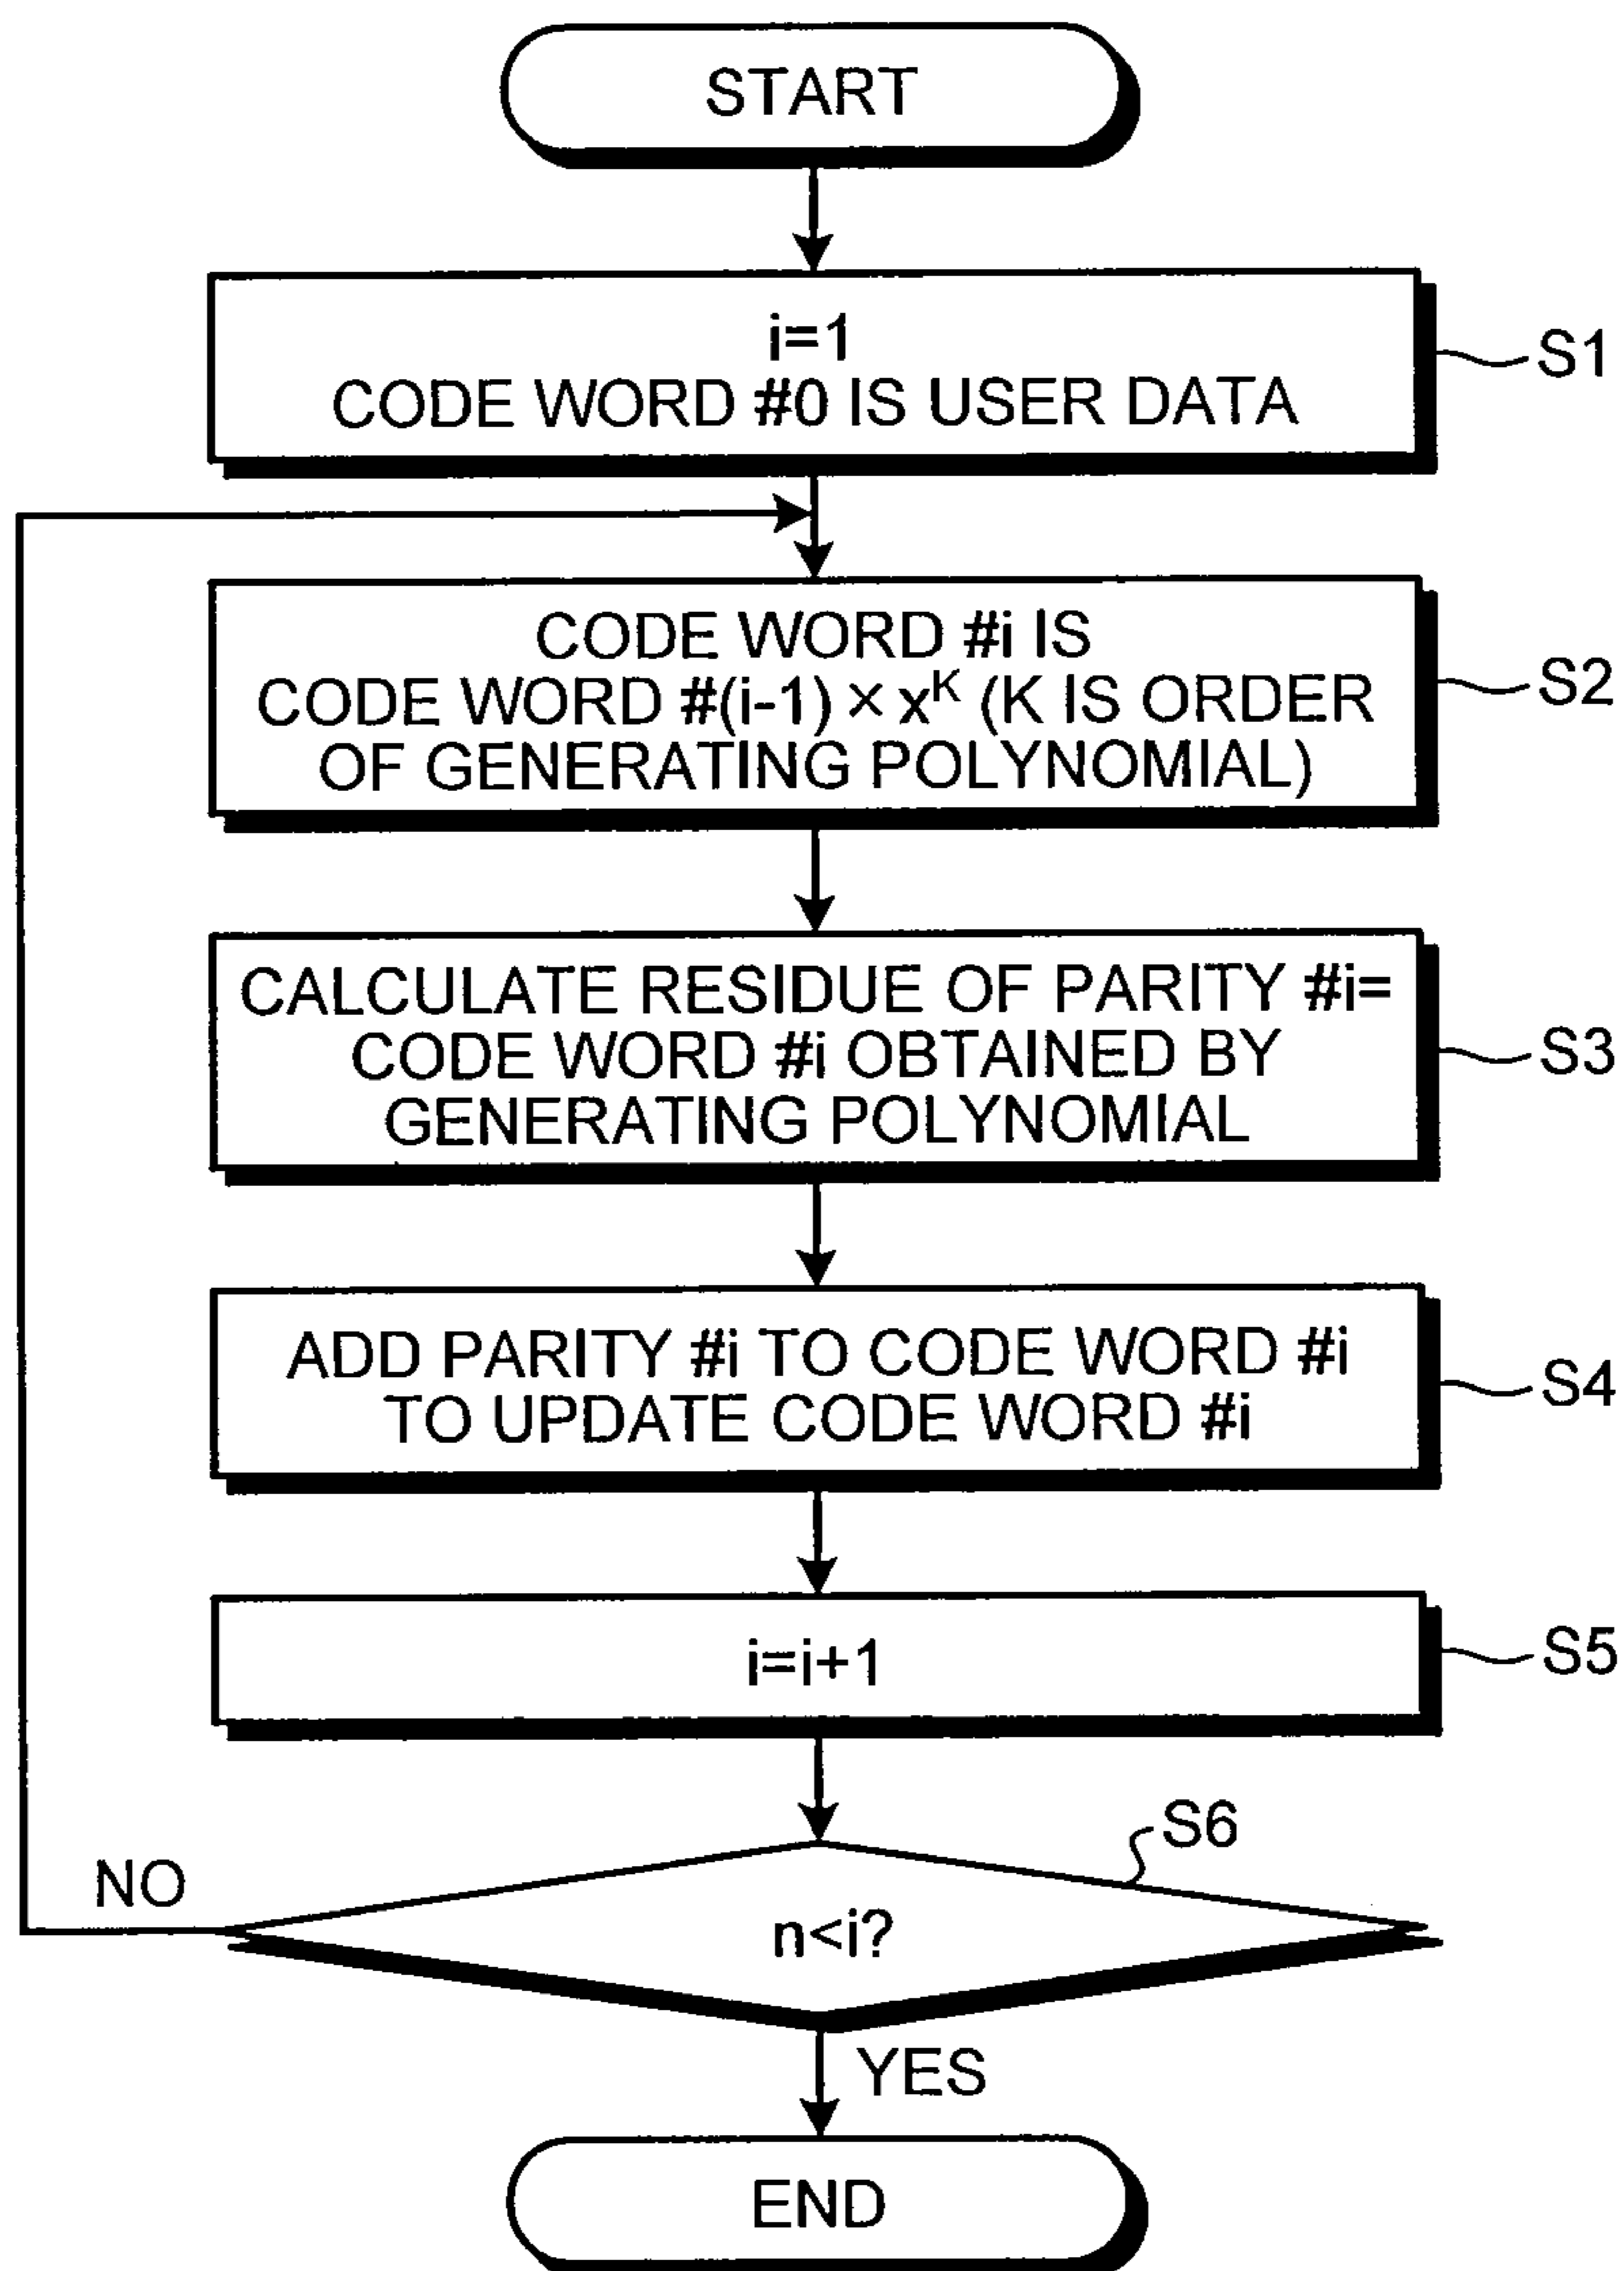 START
i=1
CODE WORD #0 IS USER DATA
S1
CODE WORD #i IS
CODE WORD #(i-1) × x^K (K IS ORDER
OF GENERATING POLYNOMIAL)
S2
CALCULATE RESIDUE OF PARITY #i=
CODE WORD #i OBTAINED BY
GENERATING POLYNOMIAL
S3
ADD PARITY #i TO CODE WORD #i
TO UPDATE CODE WORD #i
S4
i=i+1
S5
S6
NO
n<i?
YES
END